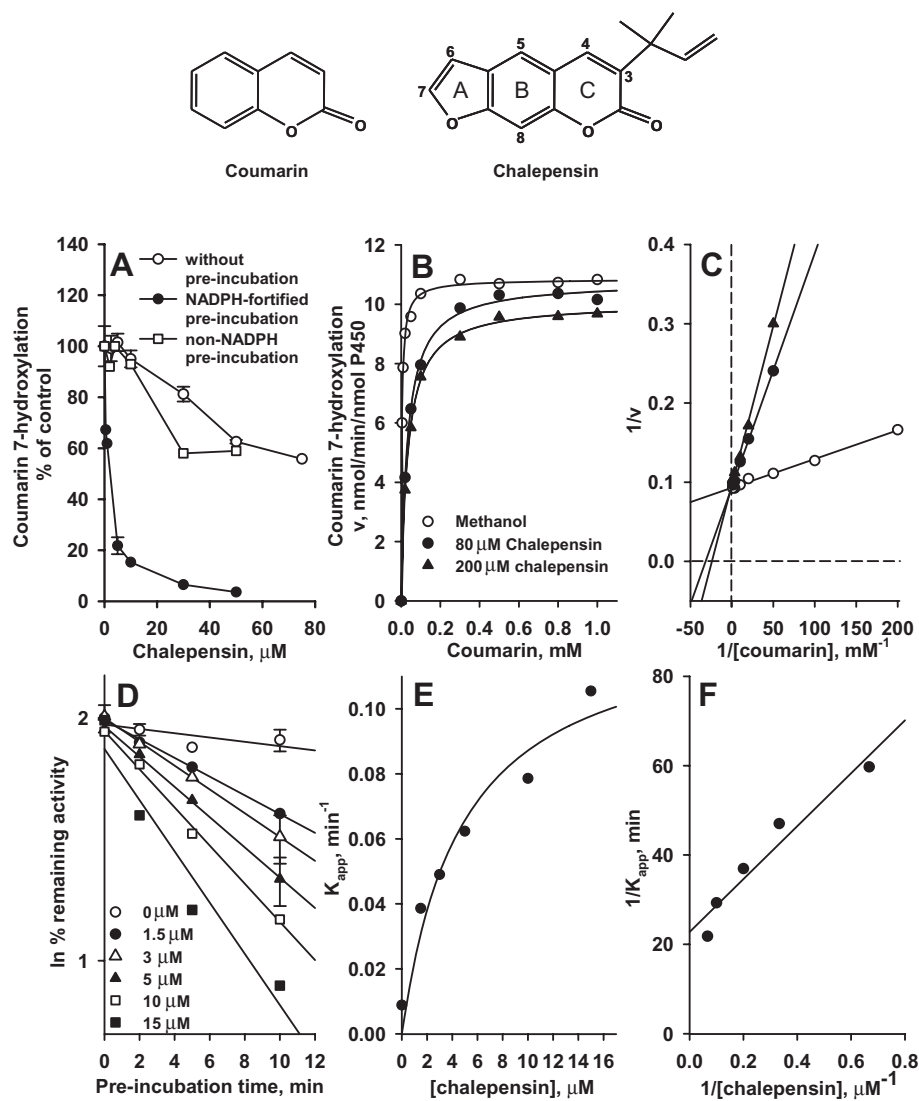 6
5
4
7
A
B
C
3
O
8
O
O
O
O
Coumarin
Chalepensin
A
without
pre-incubation
NADPH-fortified
pre-incubation
non-NADPH
pre-incubation
140
120
100
80
60
40
20
0
Coumarin 7-hydroxylation
% of control
0 20 40 60 80
Chalepensin, μM
B
Methanol
80 μM Chalepensin
200 μM chalepensin
14
12
10
8
6
4
2
0
Coumarin 7-hydroxylation
v, nmol/min/nmol P450
0.0 0.2 0.4 0.6 0.8 1.0
Coumarin, mM
C
0.4
0.3
0.2
0.1
0.0
1/v
-50 0 50 100 150 200
1/[coumarin], mM-1
D
2
1
ln % remaining activity
0 μM
1.5 μM
3 μM
5 μM
10 μM
15 μM
0 2 4 6 8 10 12
Pre-incubation time, min
E
0.10
0.08
0.06
0.04
0.02
0.00
Kapp, min-1
0 2 4 6 8 10 12 14 16
[chalepensin], μM
F
80
60
40
20
0
1/Kapp, min
0.0 0.2 0.4 0.6 0.8
1/[chalepensin], μM-1